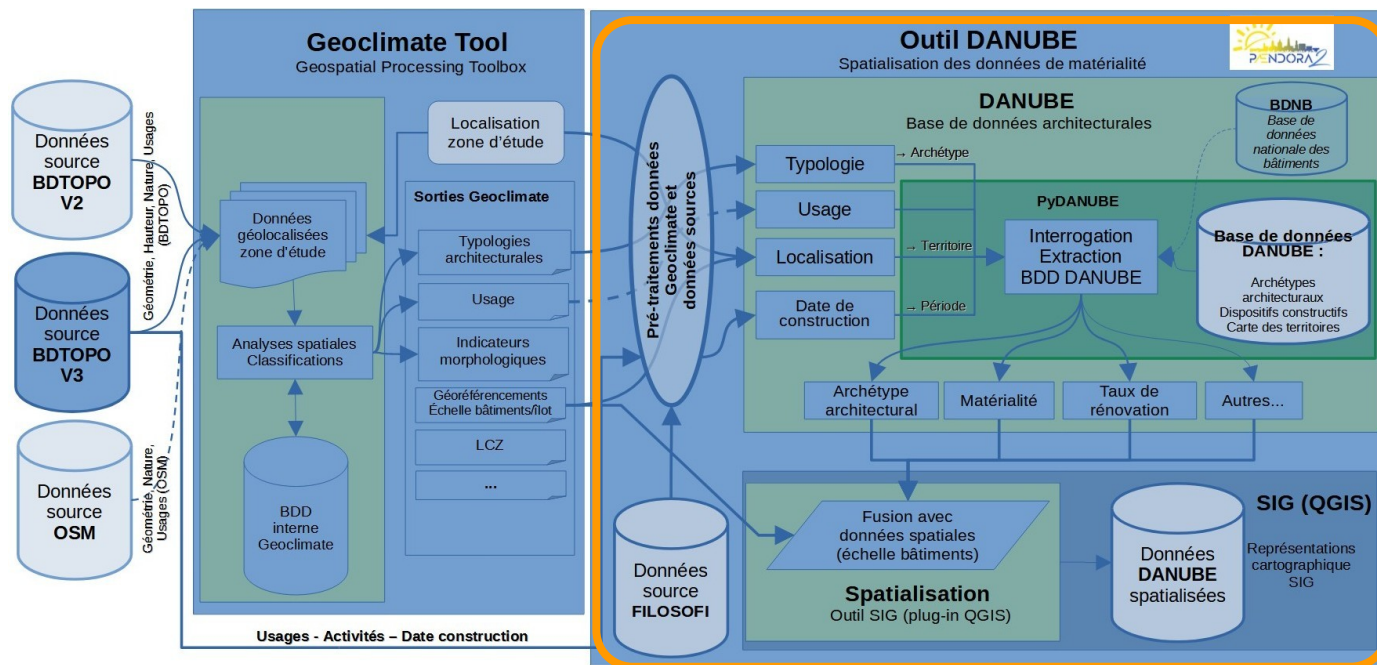 Geoclimate Tool
Geospatial Processing Toolbox
Outil DANUBE
Spatialisation des données de matérialité
PENDORA2
Données
source
BDTOPO
V2
Données
source
BDTOPO
V3
Données
source
OSM
Géométrie, Hauteur, Nature, Usages
(BDTOPO)
Géométrie, Nature,
Usages (OSM)
Données
géolocalisées
zone d'étude
Analyses spatiales
Classifications
BDD
interne
Geoclimate
Localisation
zone d'étude
Sorties Geoclimate
Typologies
architecturales
Usage
Indicateurs
morphologiques
Géoréférencements
Échelle bâtiments/îlot
LCZ
...
Usages - Activités – Date construction
Pré-traitements données
Geoclimate et
données sources
Données
source
FILOSOFI
DANUBE
Base de données architecturales
Typologie
→ Archétype
Usage
Localisation
→ Territoire
Date de
construction
→ Période
PyDANUBE
Interrogation
Extraction
BDD DANUBE
BDNB
Base de
données
nationale des
bâtiments
Base de données
DANUBE :
Archétypes
architecturaux
Dispositifs constructifs
Carte des territoires
Archétype
architectural
Matérialité
Taux de
rénovation
Autres...
Fusion avec
données spatiales
(échelle bâtiments)
Spatialisation
Outil SIG (plug-in QGIS)
Données
DANUBE
spatialisées
SIG (QGIS)
Représentations
cartographique
SIG